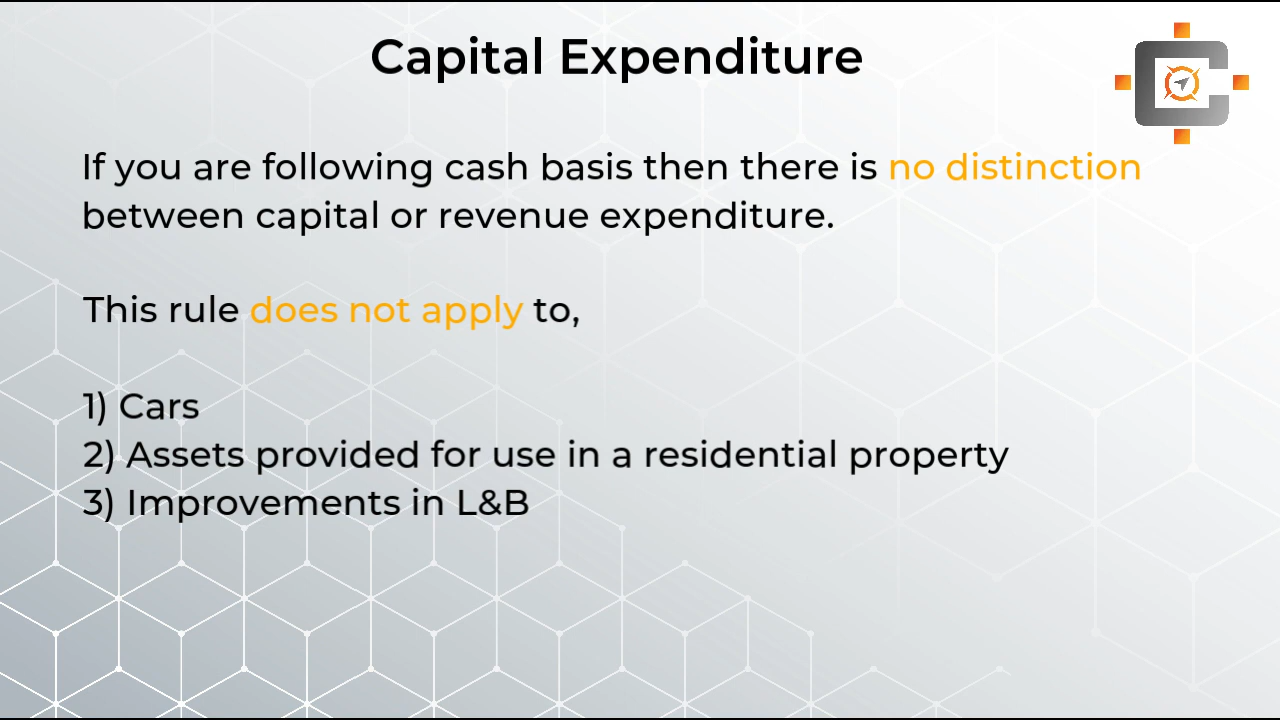 Capital Expenditure
If you are following cash basis then there is no distinction
between capital or revenue expenditure.
This rule does not apply to,
1) Cars
2) Assets provided for use in a residential property
3) Improvements in L&B